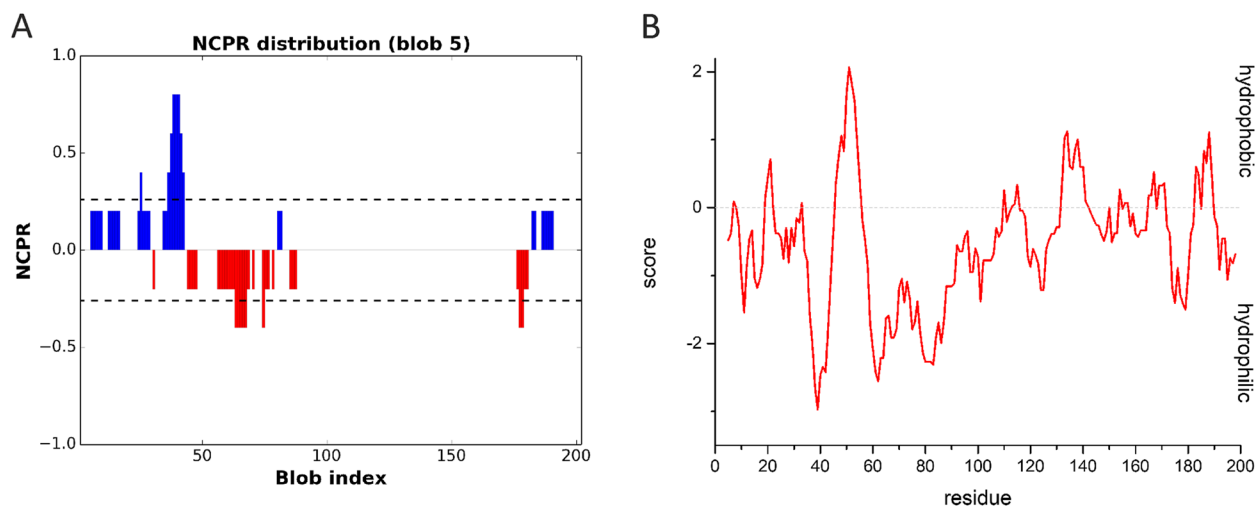 A
NCPR distribution (blob 5)
1.0
0.5
0.0
−0.5
−1.0
NCPR
50
100
150
200
Blob index
B
2
0
-2
score
0
20
40
60
80
100
120
140
160
180
200
residue
hydrophobic
hydrophilic